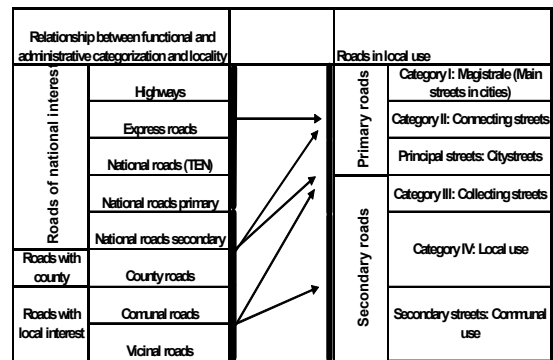 Relationship between functional and
administrative categorization and locality
Roads in local use
Roads of national interest
Highways
Express roads
National roads (TEN)
National roads primary
National roads secondary
Roads with
county
County roads
Roads with
local interest
Comunal roads
Vicinal roads
Primary roads
Category I: Magistrale (Main
streets in cities)
Category II: Connecting streets
Principal streets: Citystreets
Secondary roads
Category III: Collecting streets
Category IV: Local use
Secondary streets: Communal
use